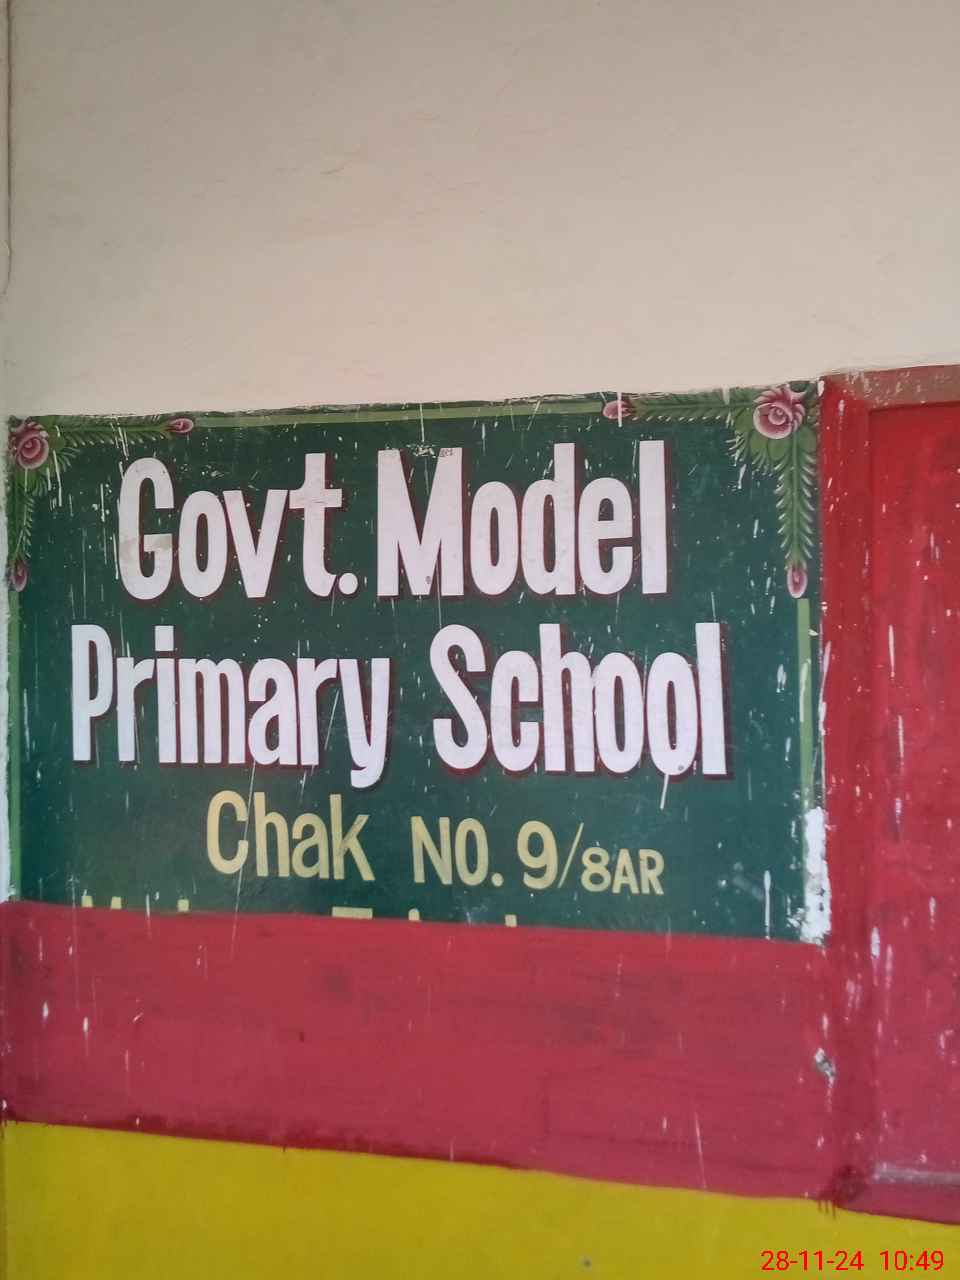 Govt. Model
Primary School
Chak NO. 9/8AR
28-11-24 10:49